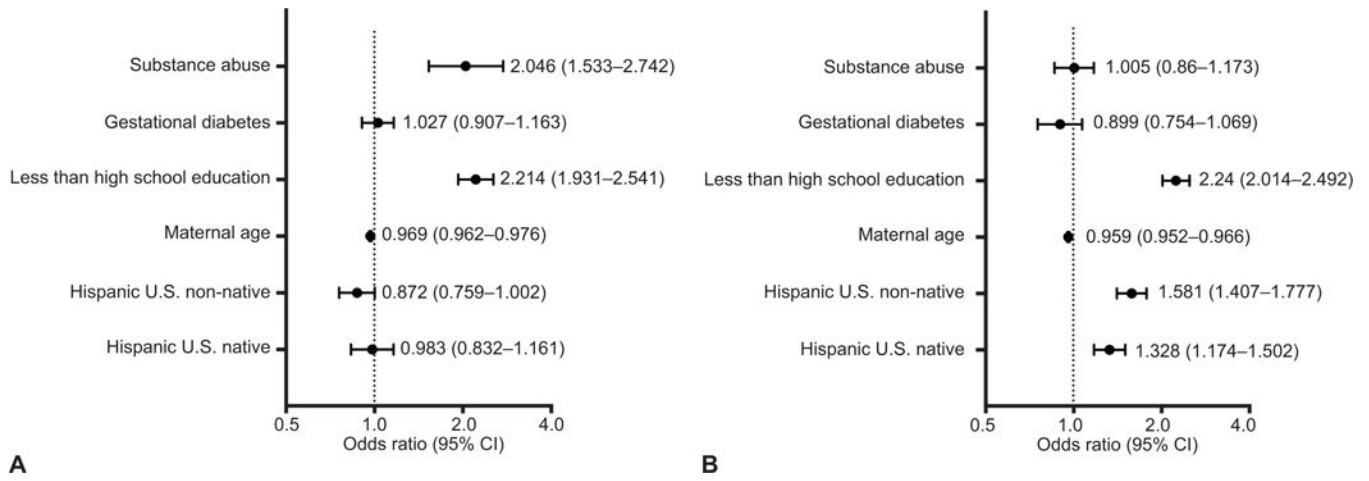 Substance abuse 2.046 (1.533–2.742)
Gestational diabetes 1.027 (0.907–1.163)
Less than high school education 2.214 (1.931–2.541)
Maternal age 0.969 (0.962–0.976)
Hispanic U.S. non-native 0.872 (0.759–1.002)
Hispanic U.S. native 0.983 (0.832–1.161)
0.5 1.0 2.0 4.0
Odds ratio (95% CI)
A
Substance abuse 1.005 (0.86–1.173)
Gestational diabetes 0.899 (0.754–1.069)
Less than high school education 2.24 (2.014–2.492)
Maternal age 0.959 (0.952–0.966)
Hispanic U.S. non-native 1.581 (1.407–1.777)
Hispanic U.S. native 1.328 (1.174–1.502)
0.5 1.0 2.0 4.0
Odds ratio (95% CI)
B